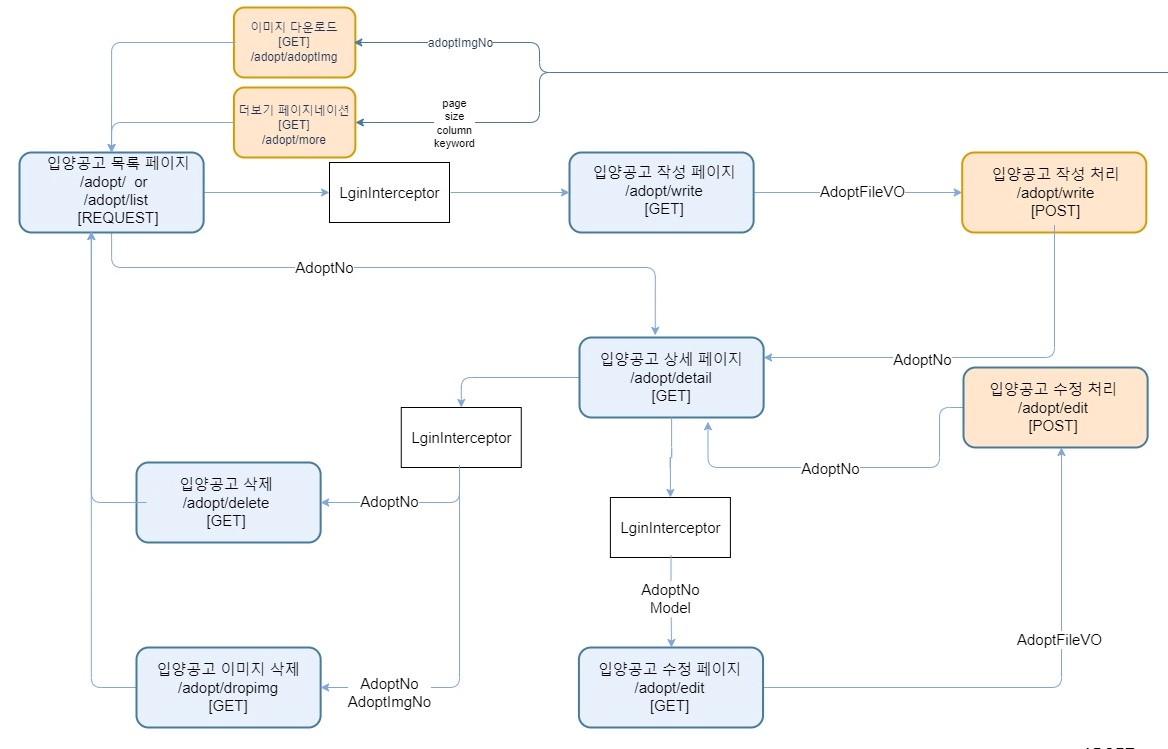 이미지 다운로드
[GET]
/adopt/adoptImg
adoptImgNo
더보기 페이지네이션
[GET]
/adopt/more
page
size
column
keyword
입양공고 목록 페이지
/adopt/ or
/adopt/list
[REQUEST]
LginInterceptor
입양공고 작성 페이지
/adopt/write
[GET]
AdoptFileVO
입양공고 작성 처리
/adopt/write
[POST]
AdoptNo
입양공고 상세 페이지
/adopt/detail
[GET]
AdoptNo
입양공고 수정 처리
/adopt/edit
[POST]
LginInterceptor
AdoptNo
입양공고 삭제
/adopt/delete
[GET]
AdoptNo
LginInterceptor
AdoptNo
Model
AdoptFileVO
입양공고 이미지 삭제
/adopt/dropimg
[GET]
AdoptNo
AdoptImgNo
입양공고 수정 페이지
/adopt/edit
[GET]